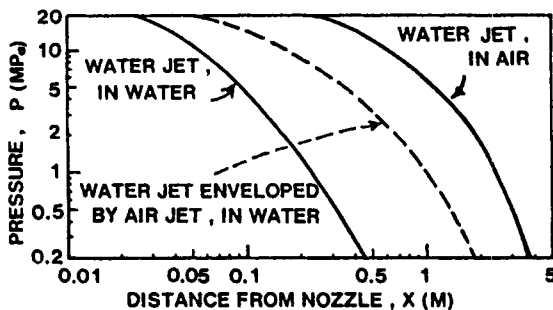 PRESSURE , P (MPa)
20
10
5
2
1
0.5
0.2
WATER JET ,
IN WATER
WATER JET ,
IN AIR
WATER JET ENVELOPED
BY AIR JET , IN WATER
0.01
0.05
0.1
0.5
1
5
DISTANCE FROM NOZZLE , X (M)